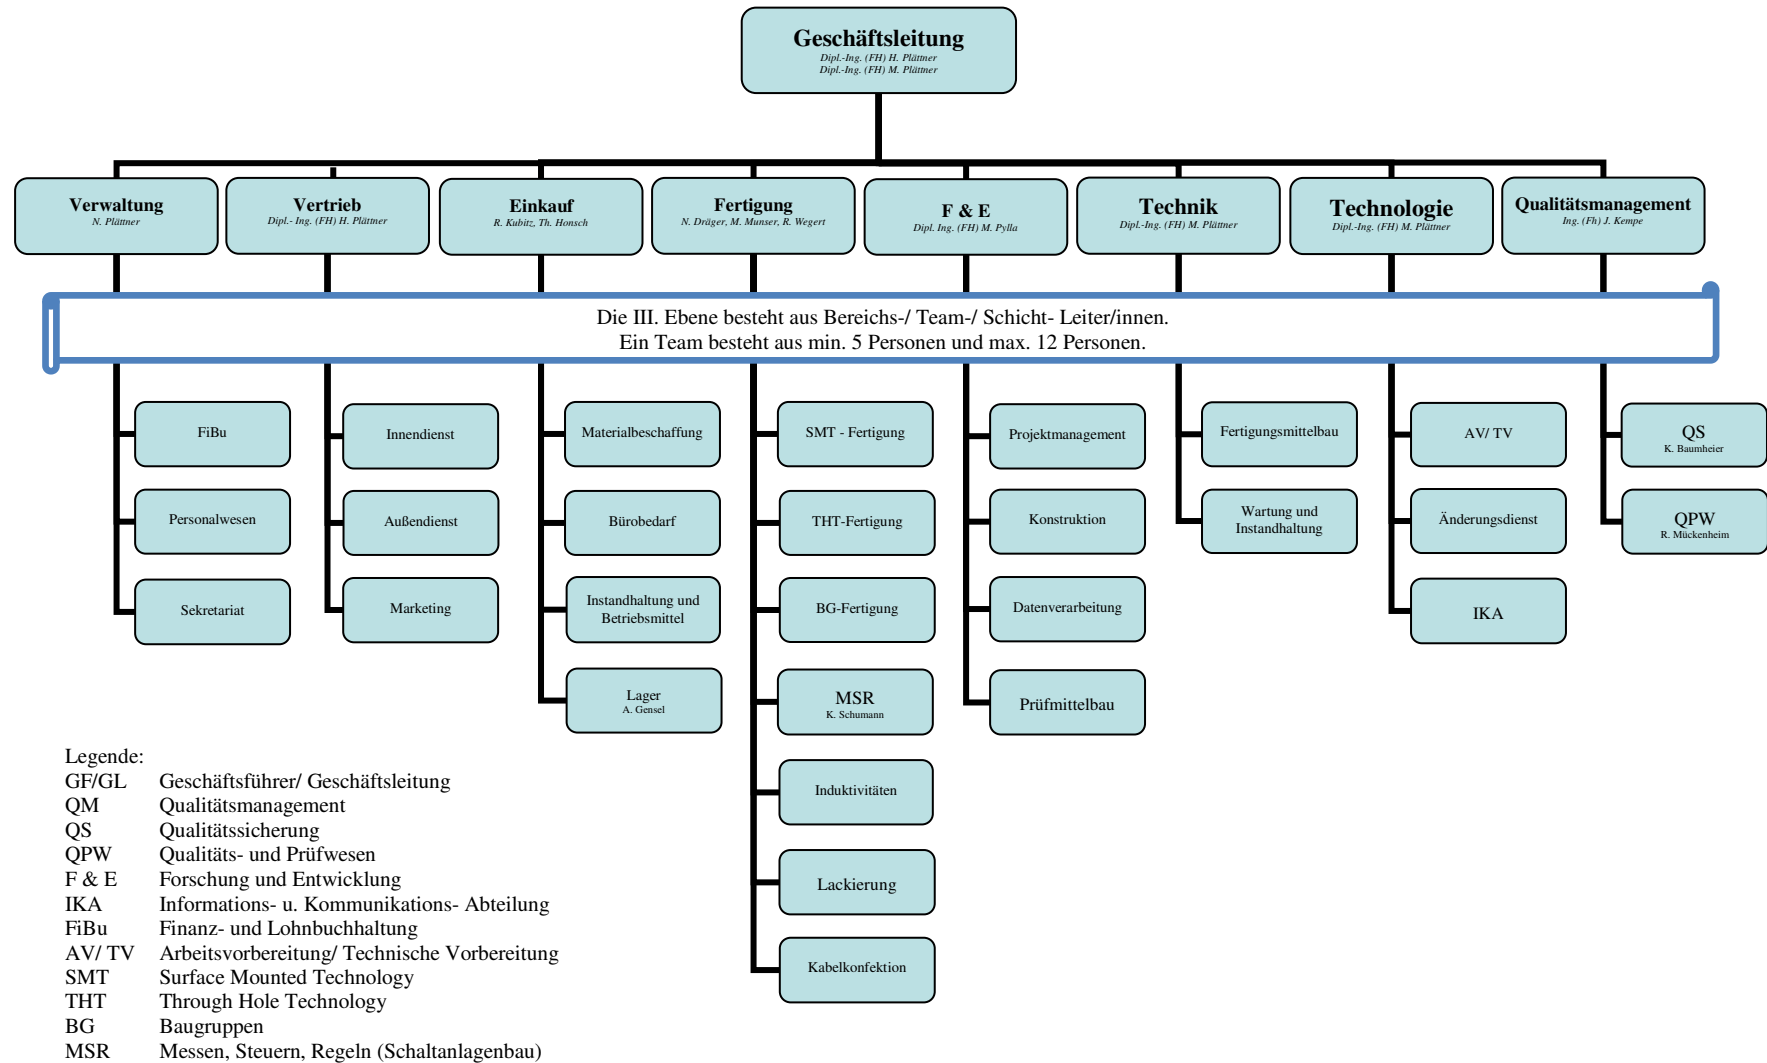 Geschäftsleitung
Dipl.-Ing. (FH) H. Plättner
Dipl.-Ing. (FH) M. Plättner
Verwaltung
N. Plättner
Vertrieb
Dipl.- Ing. (FH) H. Plättner
Einkauf
R. Kubitz, Th. Honsch
Fertigung
N. Dräger, M. Munser, R. Wegert
F & E
Dipl. Ing. (FH) M. Pylla
Technik
Dipl.-Ing. (FH) M. Plättner
Technologie
Dipl.-Ing. (FH) M. Plättner
Qualitätsmanagement
Ing. (Fh) J. Kempe
Die III. Ebene besteht aus Bereichs-/ Team-/ Schicht- Leiter/innen.
Ein Team besteht aus min. 5 Personen und max. 12 Personen.
FiBu
Personalwesen
Sekretariat
Innendienst
Außendienst
Marketing
Materialbeschaffung
Bürobedarf
Instandhaltung und
Betriebsmittel
Lager
A. Gensel
SMT - Fertigung
THT-Fertigung
BG-Fertigung
MSR
K. Schumann
Induktivitäten
Lackierung
Kabelkonfektion
Projektmanagement
Konstruktion
Datenverarbeitung
Prüfmittelbau
Fertigungsmittelbau
Wartung und
Instandhaltung
AV/ TV
Änderungsdienst
IKA
QS
K. Baumheier
QPW
R. Mückenheim
Legende:
GF/GL Geschäftsführer/ Geschäftsleitung
QM Qualitätsmanagement
QS Qualitätssicherung
QPW Qualitäts- und Prüfwesen
F & E Forschung und Entwicklung
IKA Informations- u. Kommunikations- Abteilung
FiBu Finanz- und Lohnbuchhaltung
AV/ TV Arbeitsvorbereitung/ Technische Vorbereitung
SMT Surface Mounted Technology
THT Through Hole Technology
BG Baugruppen
MSR Messen, Steuern, Regeln (Schaltanlagenbau)